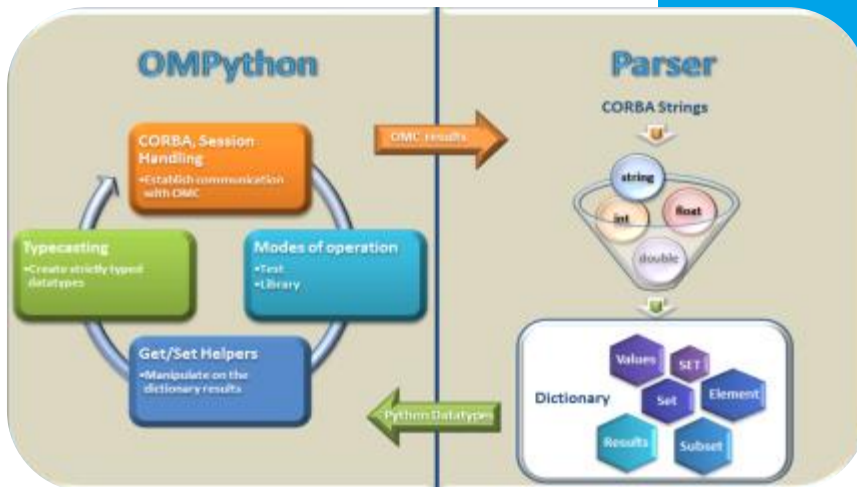 OMPython
CORBA, Session
Handling
•Establish communication
with OMC
Typecasting
•Create strictly typed
datatypes
Modes of operation
•Test
•Library
Get/Set Helpers
•Manipulate on the
dictionary results
OMC results
Parser
CORBA Strings
string
int
float
double
Dictionary
Values
SET
Set
Element
Results
Subset
Python Datatypes